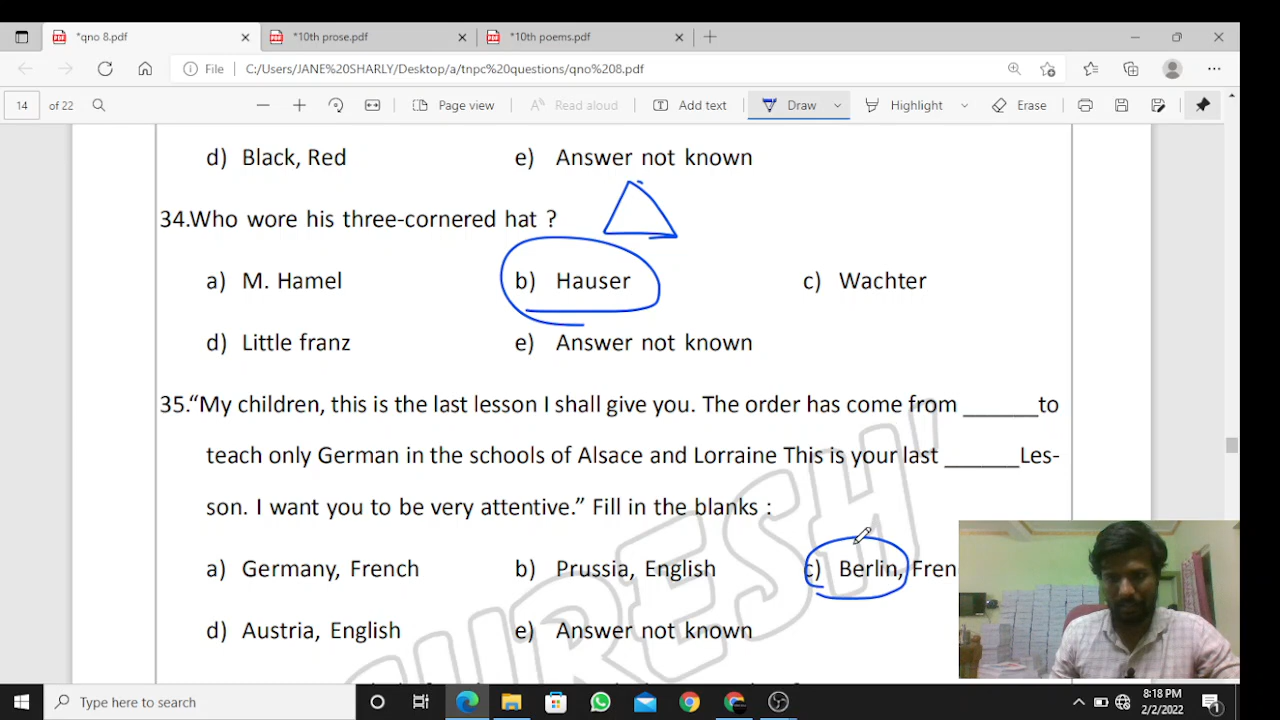 *qno 8.pdf
*10th prose.pdf
*10th poems.pdf
File
C:/Users/JANE%20SHARLY/Desktop/a/tnpc%20questions/qno%208.pdf
14
of 22
Page view
Read aloud
Add text
Draw
Highlight
Erase
d) Black, Red
e) Answer not known
34.Who wore his three-cornered hat ?
a) M. Hamel
b) Hauser
c) Wachter
d) Little franz
e) Answer not known
35.“My children, this is the last lesson I shall give you. The order has come from ______to
teach only German in the schools of Alsace and Lorraine This is your last ______Les-
son. I want you to be very attentive.” Fill in the blanks :
a) Germany, French
b) Prussia, English
c) Berlin, Fren
d) Austria, English
e) Answer not known
SURESH'
Type here to search
8:18 PM
2/2/2022